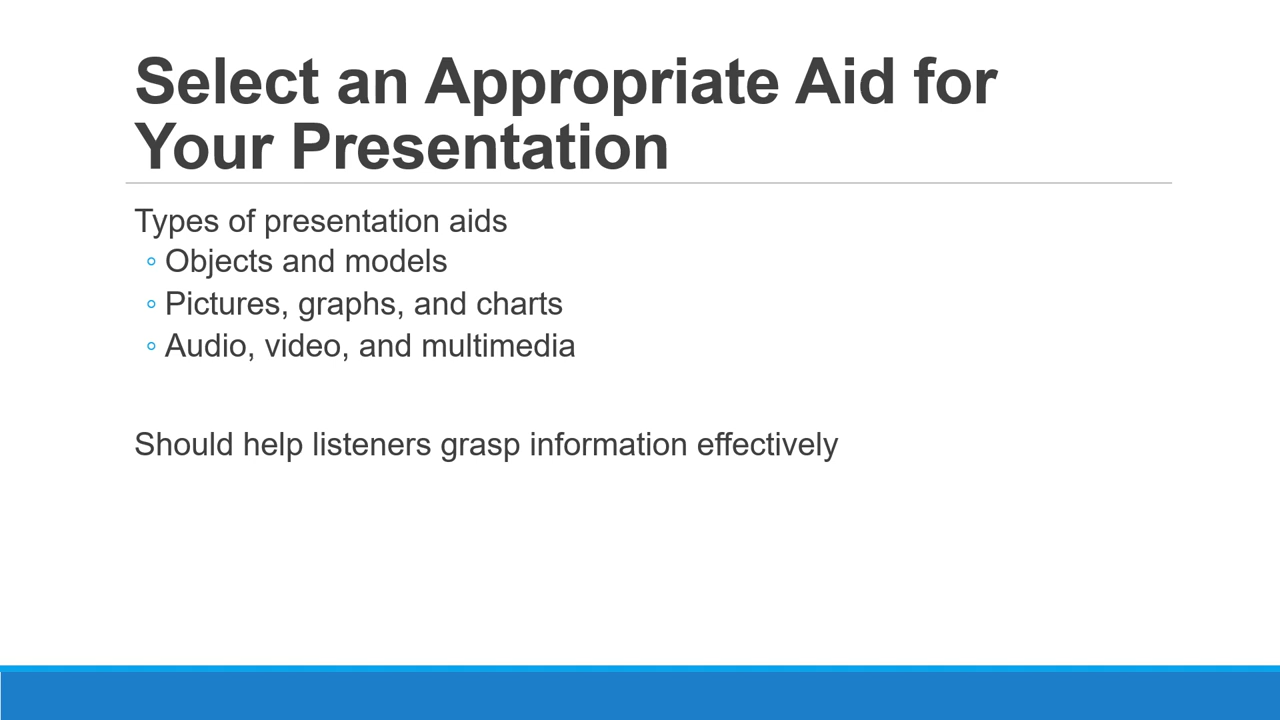 Select an Appropriate Aid for
Your Presentation
Types of presentation aids
◦ Objects and models
◦ Pictures, graphs, and charts
◦ Audio, video, and multimedia
Should help listeners grasp information effectively